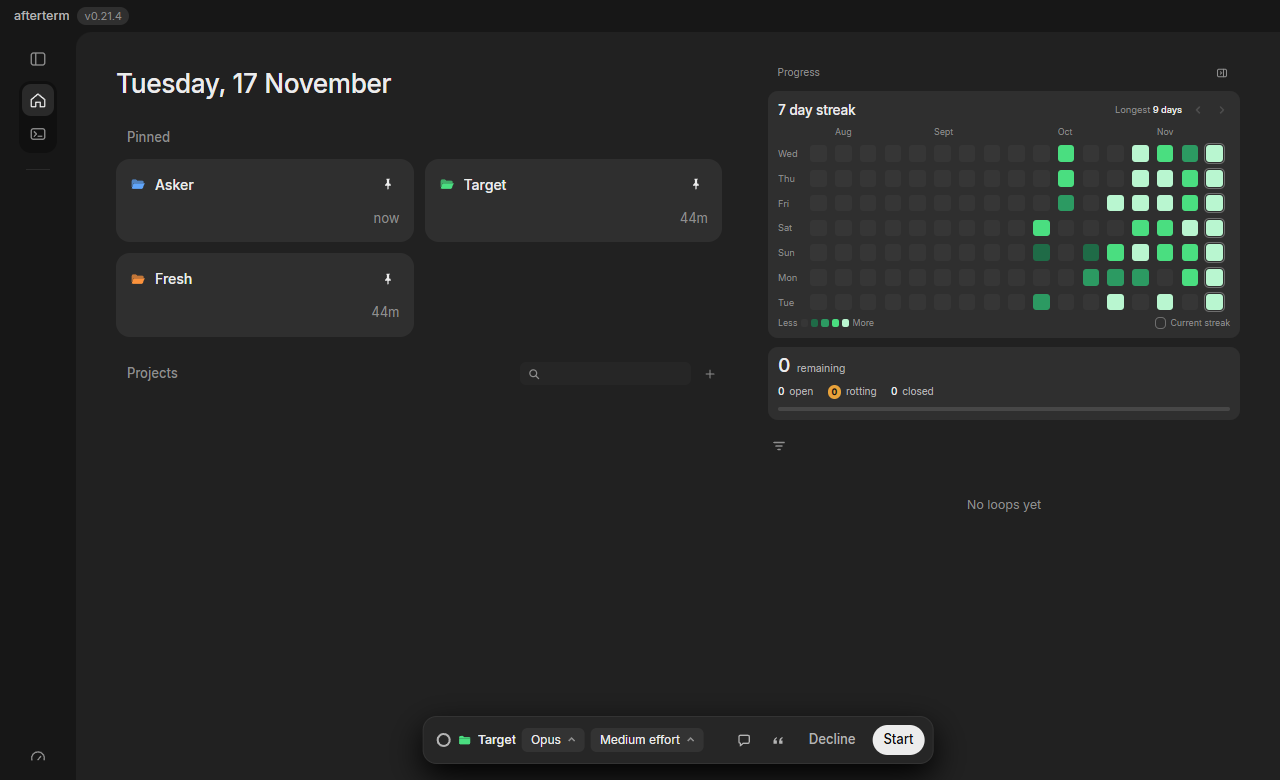 afterterm v0.21.4
Tuesday, 17 November
Pinned
Asker
now
Target
44m
Fresh
44m
Projects
Progress
7 day streak
Longest 9 days
Aug Sept Oct Nov
Wed
Thu
Fri
Sat
Sun
Mon
Tue
Less More
Current streak
0 remaining
0 open 0 rotting 0 closed
No loops yet
Target Opus Medium effort Decline Start